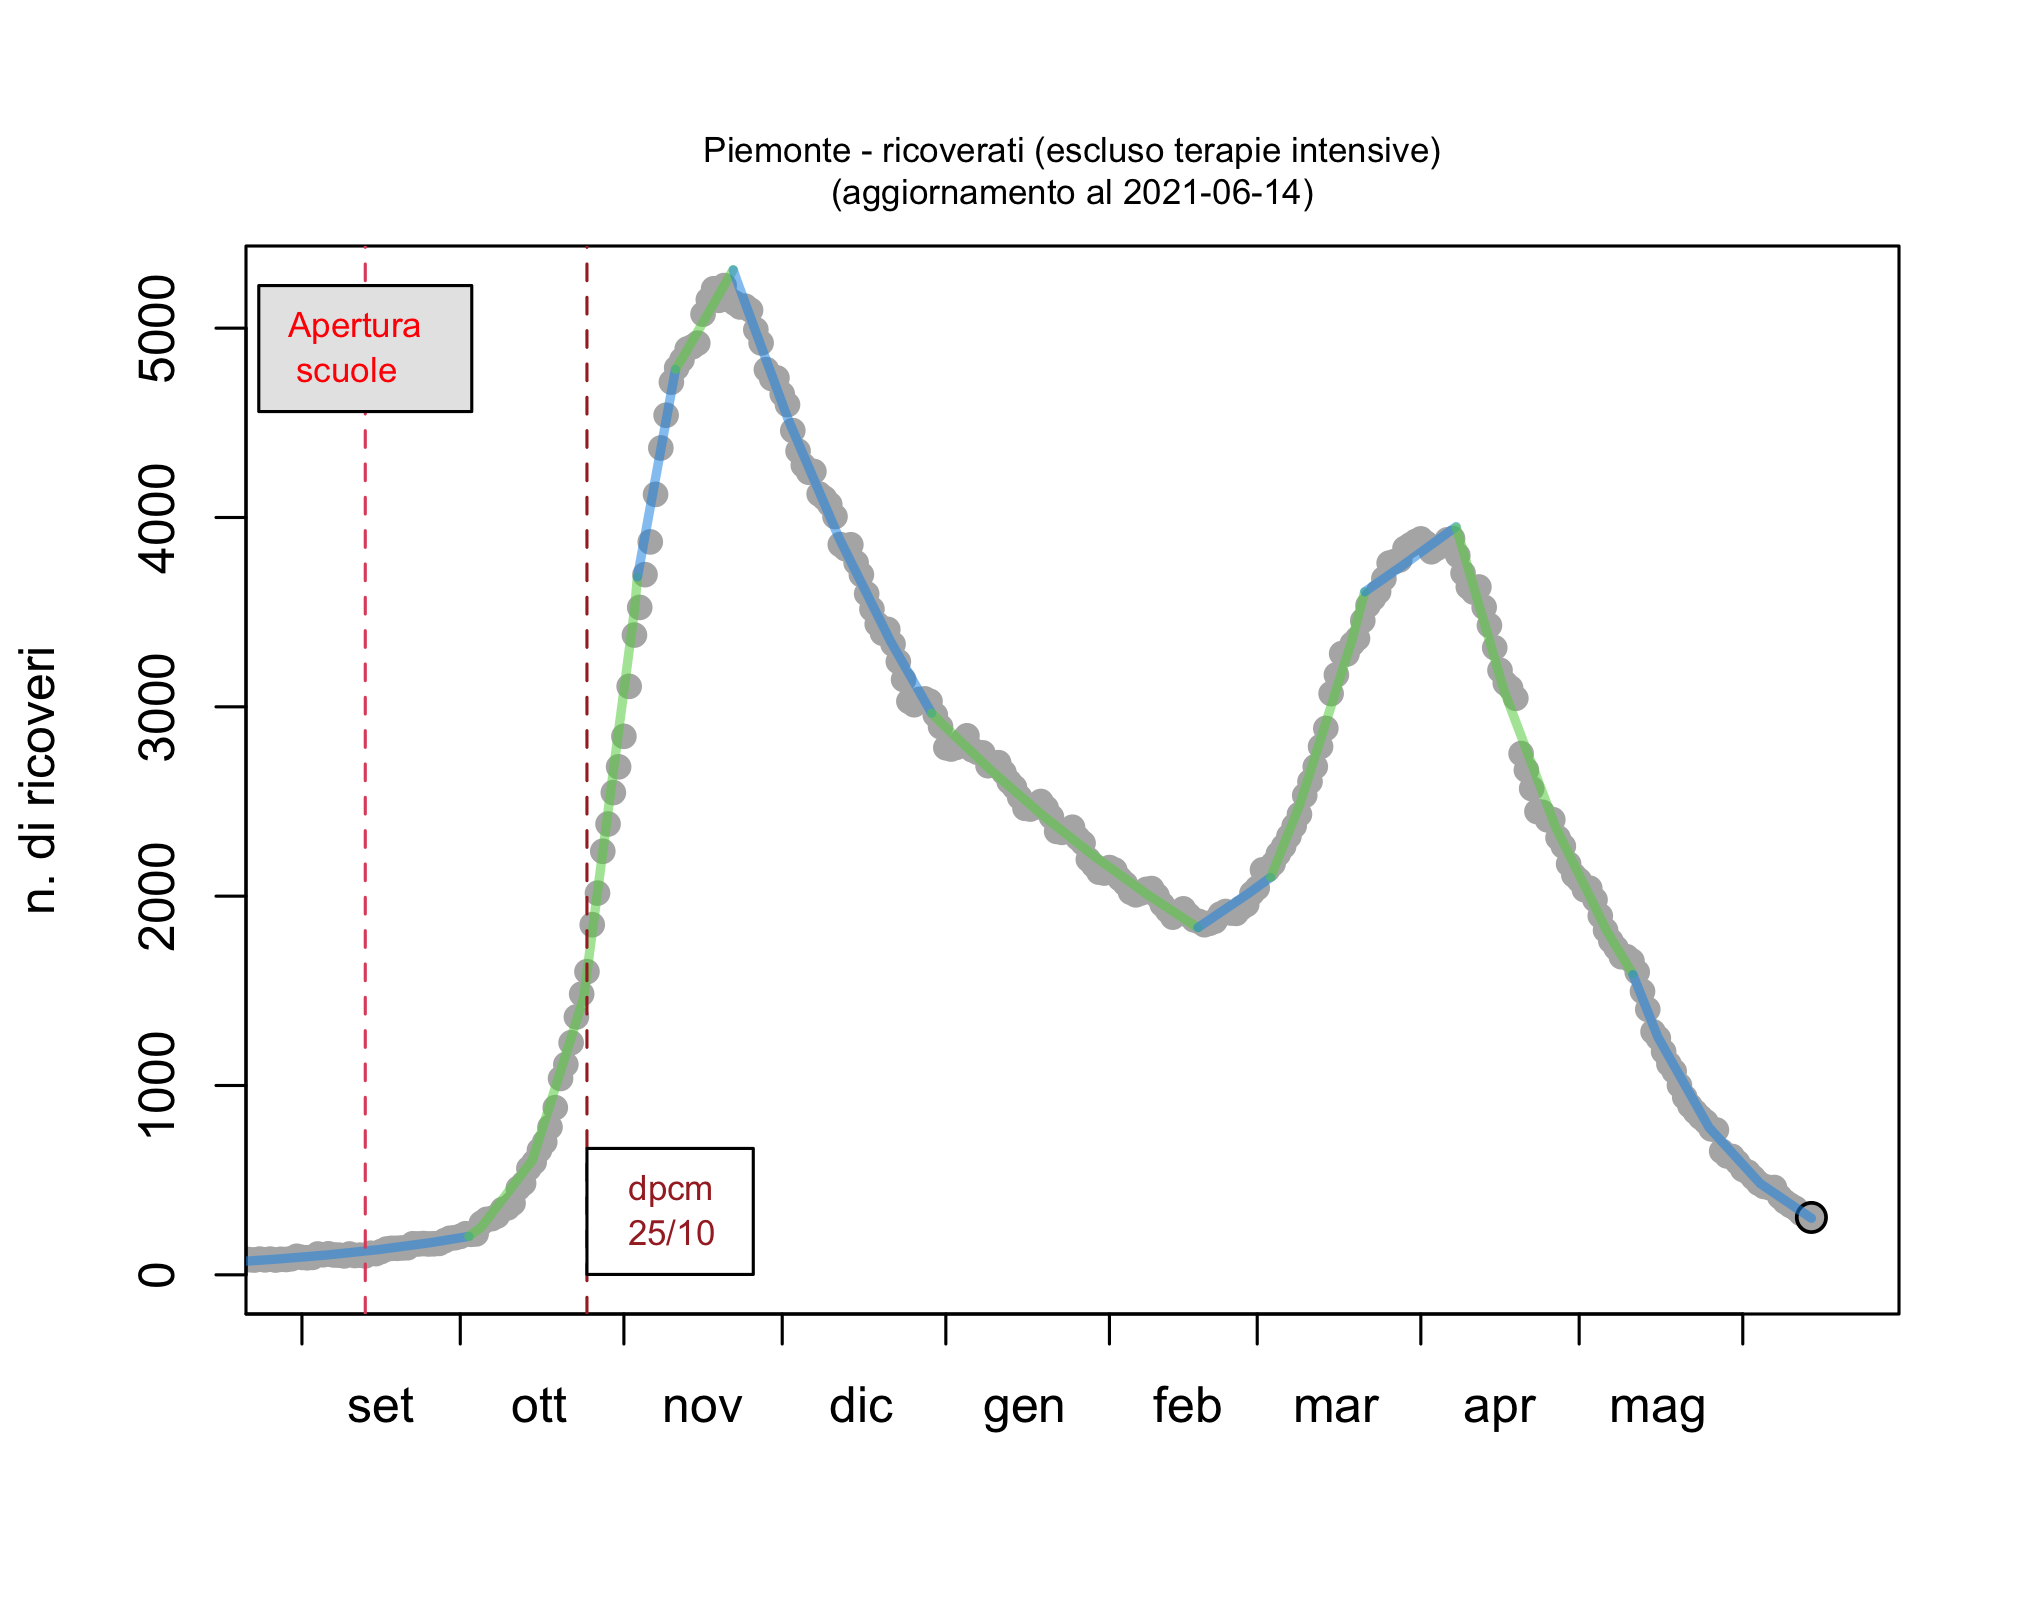 Piemonte - ricoverati (escluso terapie intensive)
(aggiornamento al 2021-06-14)
n. di ricoveri
5000
4000
3000
2000
1000
0
Apertura
scuole
dpcm
25/10
set ott nov dic gen feb mar apr mag